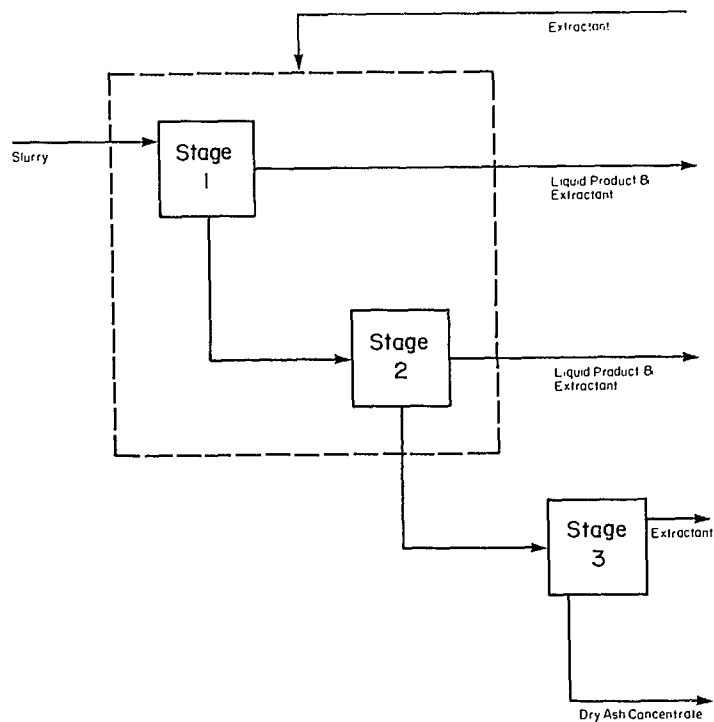 Extractant
Stage
1
Slurry
Liquid Product &
Extractant
Stage
2
Liquid Product &
Extractant
Stage
3
Extractant
Dry Ash Concentrate